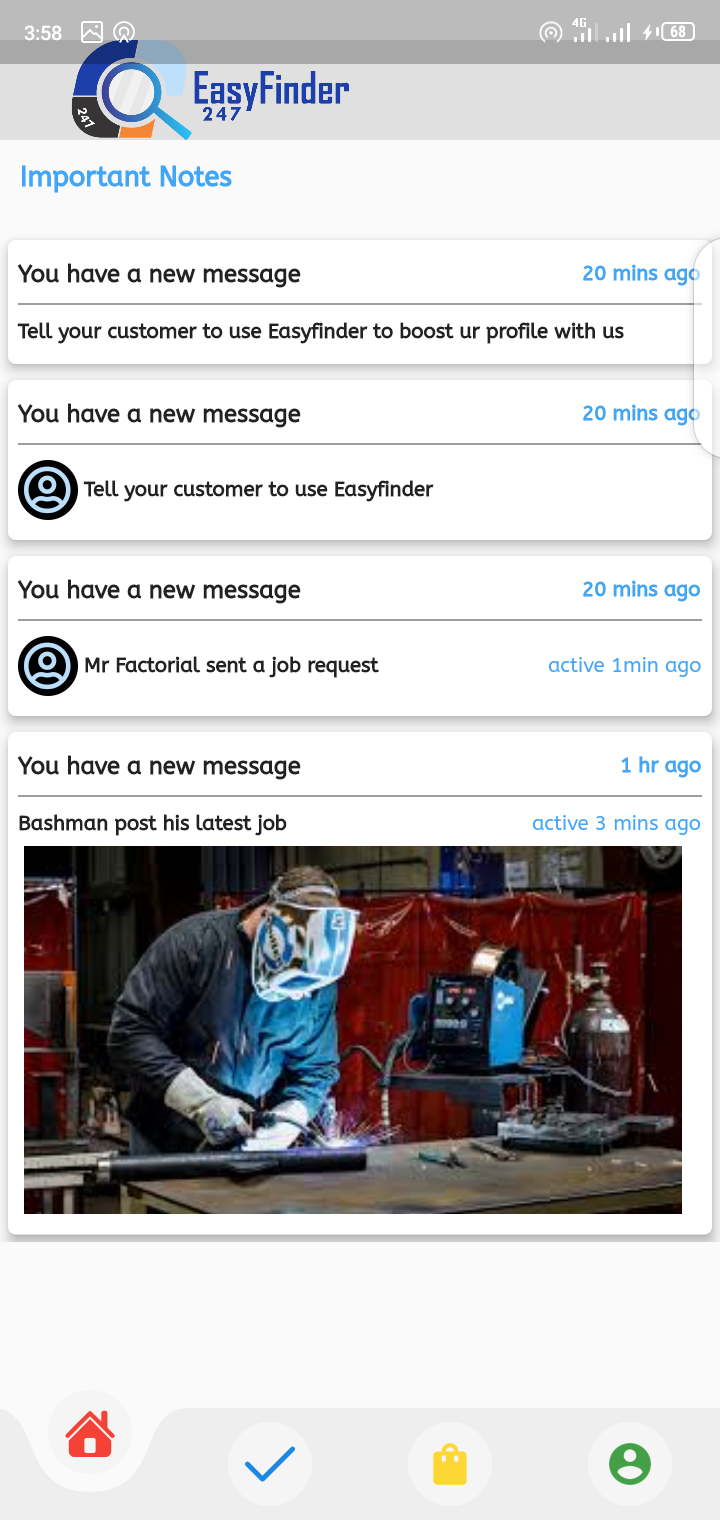 3:58
4G
68
EasyFinder
247
247
Important Notes
You have a new message 20 mins ago
Tell your customer to use Easyfinder to boost ur profile with us
You have a new message 20 mins ago
Tell your customer to use Easyfinder
You have a new message 20 mins ago
Mr Factorial sent a job request active 1min ago
You have a new message 1 hr ago
Bashman post his latest job active 3 mins ago